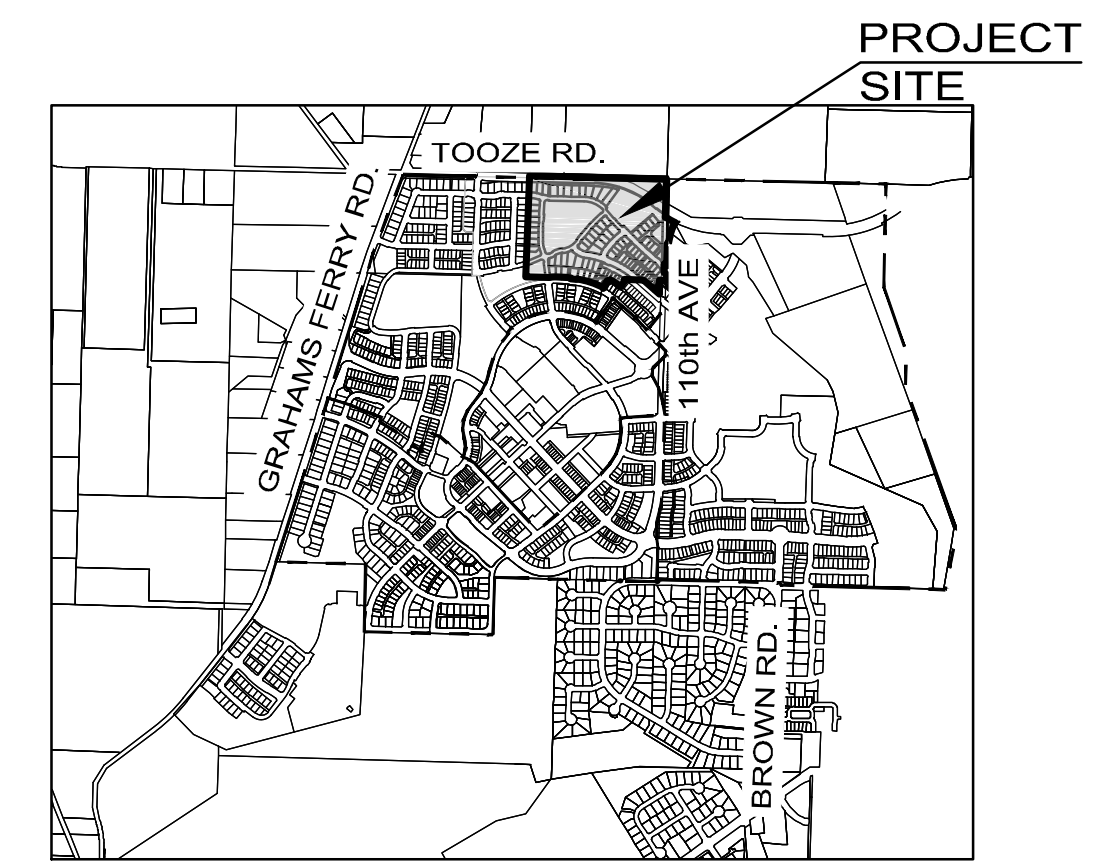 PROJECT
SITE
TOOZE RD.
GRAHAMS FERRY RD.
110th AVE
BROWN RD.